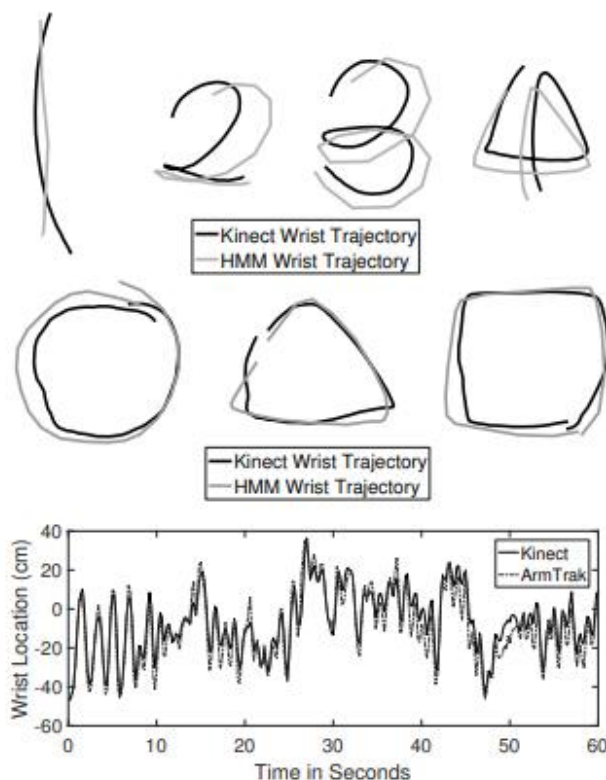 Kinect Wrist Trajectory
HMM Wrist Trajectory
Kinect Wrist Trajectory
HMM Wrist Trajectory
40
20
0
-20
-40
-60
Wrist Location (cm)
Kinect
ArmTrak
0 10 20 30 40 50 60
Time in Seconds